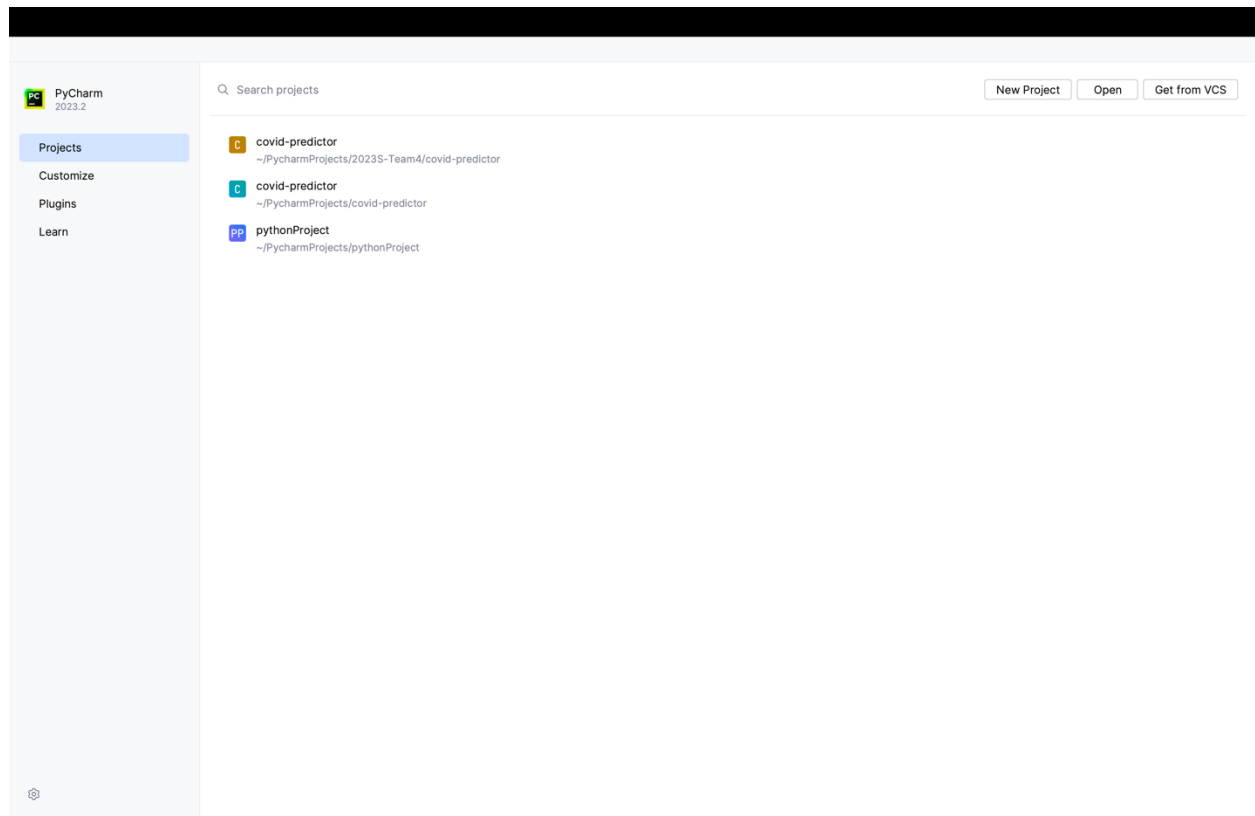 PC
PyCharm
2023.2
Projects
Customize
Plugins
Learn
Search projects
New Project
Open
Get from VCS
C
covid-predictor
~/PycharmProjects/2023S-Team4/covid-predictor
C
covid-predictor
~/PycharmProjects/covid-predictor
PP
pythonProject
~/PycharmProjects/pythonProject